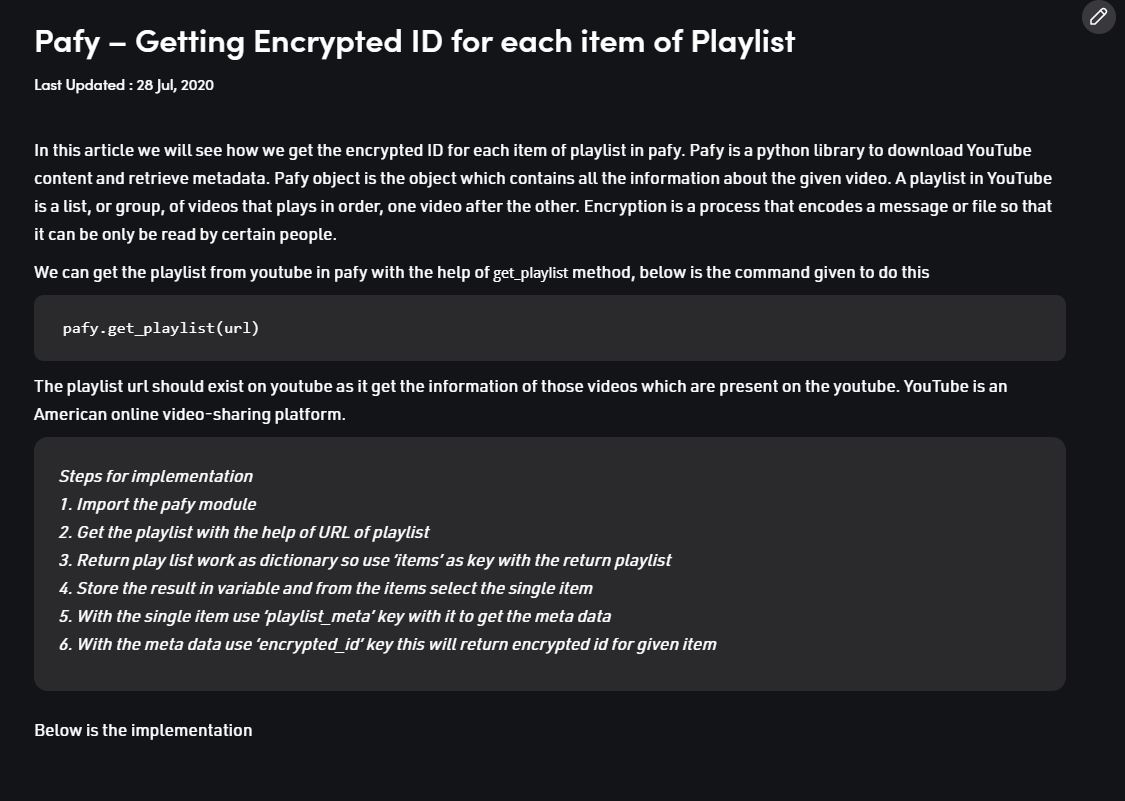 Pafy – Getting Encrypted ID for each item of Playlist
Last Updated : 28 Jul, 2020
In this article we will see how we get the encrypted ID for each item of playlist in pafy. Pafy is a python library to download YouTube
content and retrieve metadata. Pafy object is the object which contains all the information about the given video. A playlist in YouTube
is a list, or group, of videos that plays in order, one video after the other. Encryption is a process that encodes a message or file so that
it can be only be read by certain people.
We can get the playlist from youtube in pafy with the help of get_playlist method, below is the command given to do this
pafy.get_playlist(url)
The playlist url should exist on youtube as it get the information of those videos which are present on the youtube. YouTube is an
American online video-sharing platform.
Steps for implementation
1. Import the pafy module
2. Get the playlist with the help of URL of playlist
3. Return play list work as dictionary so use ‘items’ as key with the return playlist
4. Store the result in variable and from the items select the single item
5. With the single item use ‘playlist_meta’ key with it to get the meta data
6. With the meta data use ‘encrypted_id’ key this will return encrypted id for given item
Below is the implementation